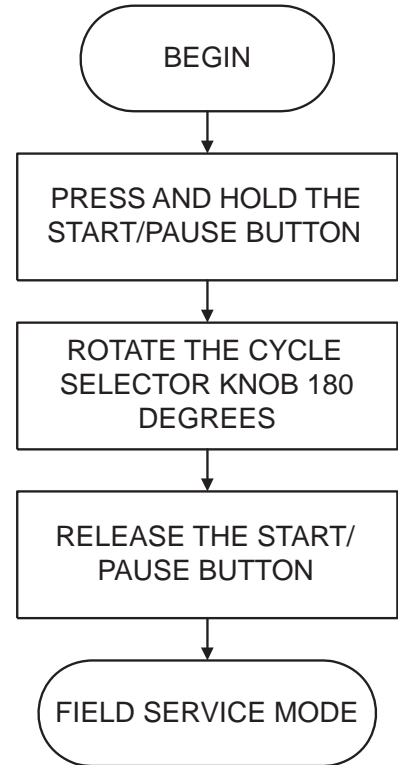 BEGIN
PRESS AND HOLD THE
START/PAUSE BUTTON
ROTATE THE CYCLE
SELECTOR KNOB 180
DEGREES
RELEASE THE START/
PAUSE BUTTON
FIELD SERVICE MODE